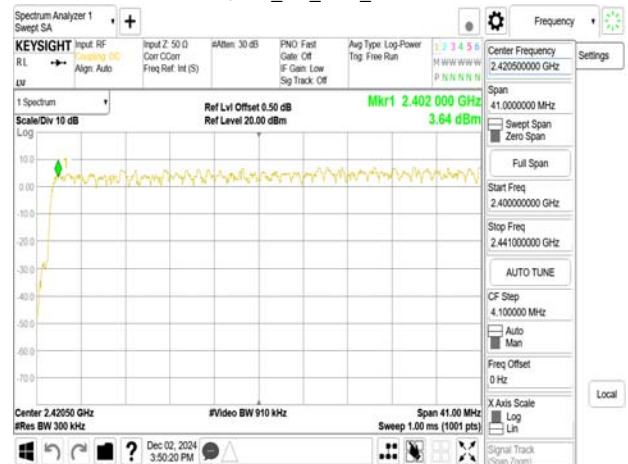 Spectrum Analyzer 1
Swept SA
Frequency
KEYSIGHT
RL
Input: RF
Coupling: DC
Align: Auto
Input Z: 50 Ω
Corr CCorr
Freq Ref: Int (S)
#Atten: 30 dB
PNO: Fast
Gate: Off
IF Gain: Low
Sig Track: Off
Avg Type: Log-Power
Trig: Free Run
1 2 3 4 5 6
M W W W W W
P N N N N N
Center Frequency
2.420500000 GHz
Settings
Span
41.0000000 MHz
Swept Span
Zero Span
Full Span
Start Freq
2.400000000 GHz
Stop Freq
2.441000000 GHz
AUTO TUNE
CF Step
4.100000 MHz
Auto
Man
Freq Offset
0 Hz
X Axis Scale
Log
Lin
Signal Track
(Span Zoom)
Local
1 Spectrum
Scale/Div 10 dB
Log
Ref Lvl Offset 0.50 dB
Ref Level 20.00 dBm
Mkr1 2.402 000 GHz
3.64 dBm
1
10.0
0.00
-10.0
-20.0
-30.0
-40.0
-50.0
-60.0
-70.0
Center 2.42050 GHz
#Res BW 300 kHz
#Video BW 910 kHz
Span 41.00 MHz
Sweep 1.00 ms (1001 pts)
Dec 02, 2024
3:50:20 PM